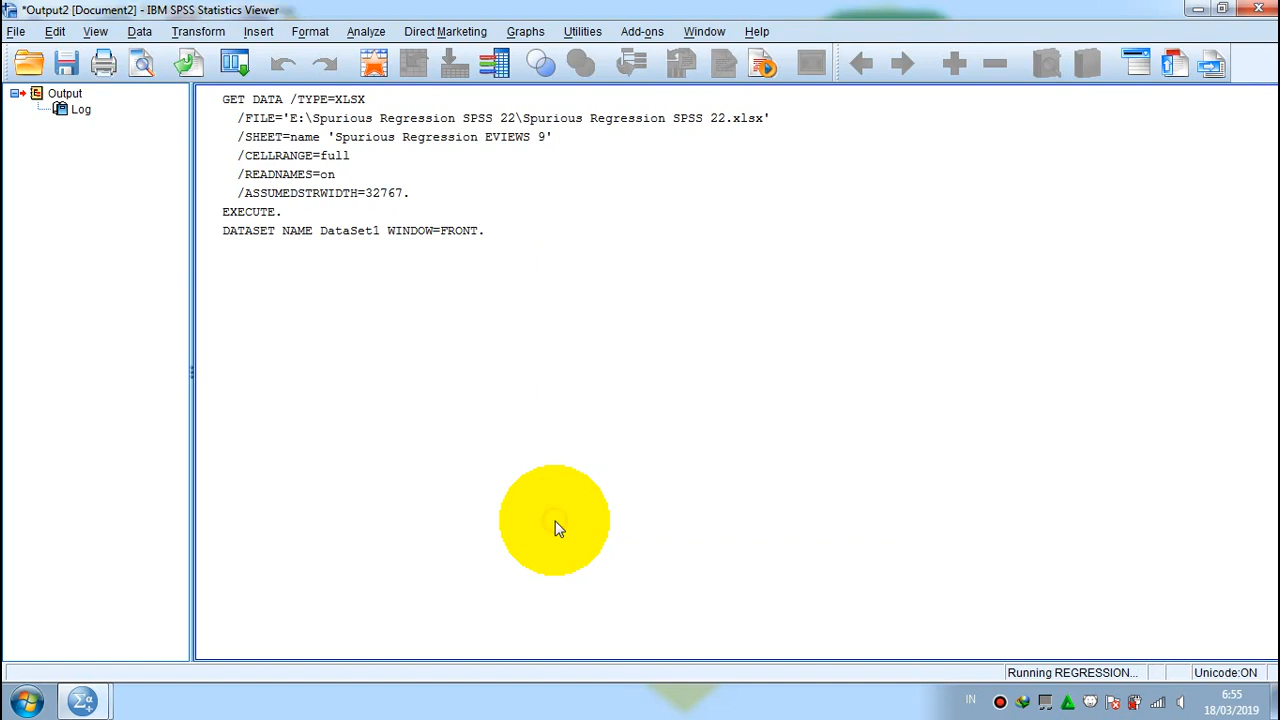 *Output2 [Document2] - IBM SPSS Statistics Viewer
File Edit View Data Transform Insert Format Analyze Direct Marketing Graphs Utilities Add-ons Window Help
Output
Log
GET DATA /TYPE=XLSX
/FILE='E:\Spurious Regression SPSS 22\Spurious Regression SPSS 22.xlsx'
/SHEET=name 'Spurious Regression EVIEWS 9'
/CELLRANGE=full
/READNAMES=on
/ASSUMEDSTRWIDTH=32767.
EXECUTE.
DATASET NAME DataSet1 WINDOW=FRONT.
Running REGRESSION... Unicode:ON
IN
6:55
18/03/2019